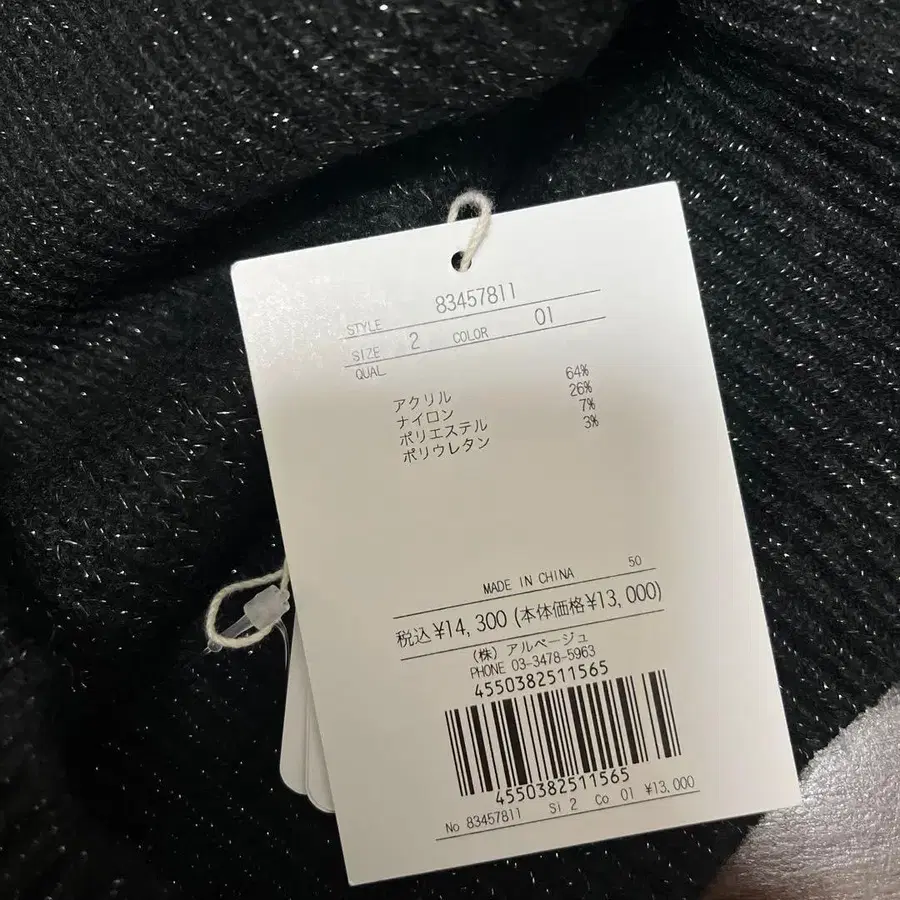 STYLE 83457811
SIZE 2 COLOR 01
QUAL
アクリル 64%
ナイロン 26%
ポリエステル 7%
ポリウレタン 3%
MADE IN CHINA 50
税込¥14,300(本体価格¥13,000)
(株) アルページュ
PHONE 03-3478-5963
4550382511565
4550382511565
No 83457811 Si 2 Co 01 ¥13,000